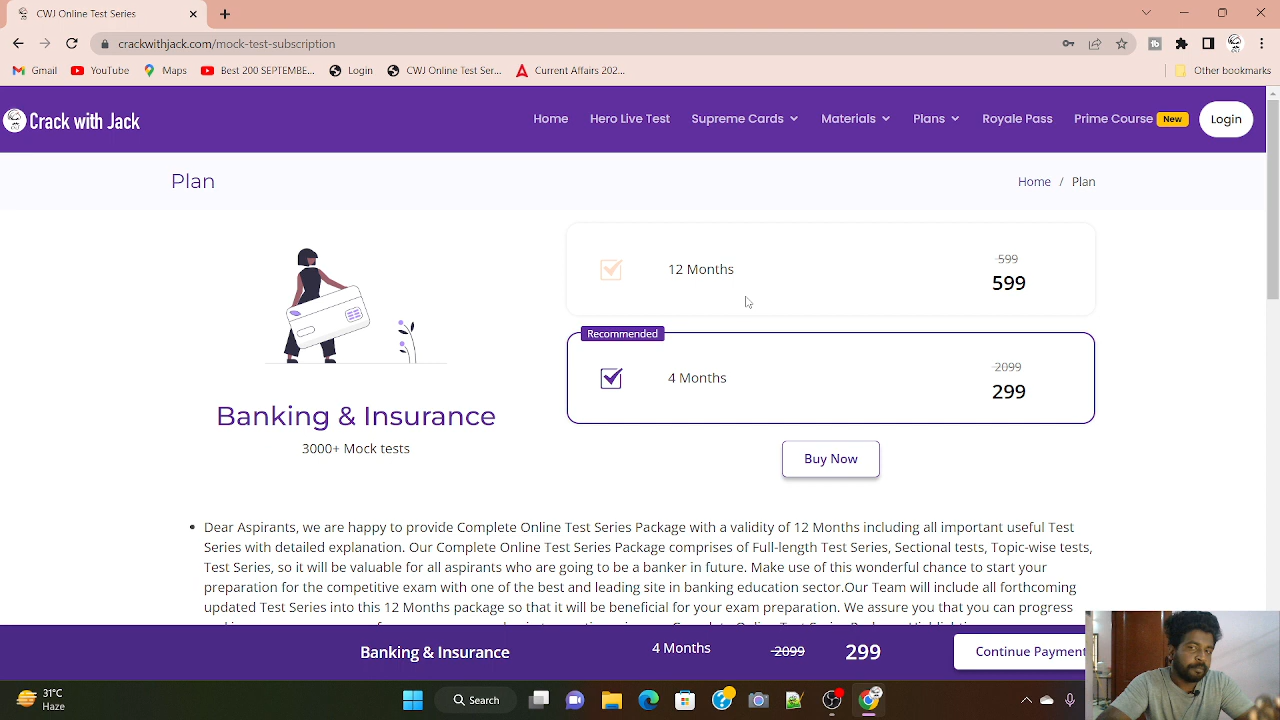 CWJ Online Test Series
crackwithjack.com/mock-test-subscription
Gmail YouTube Maps Best 200 SEPTEMBE... Login CWJ Online Test Ser... Current Affairs 202... Other bookmarks
Crack with Jack Home Hero Live Test Supreme Cards Materials Plans Royale Pass Prime Course New Login
Plan Home / Plan
12 Months 599 599
Recommended
4 Months 2099 299
Banking & Insurance
3000+ Mock tests
Buy Now
Dear Aspirants, we are happy to provide Complete Online Test Series Package with a validity of 12 Months including all important useful Test
Series with detailed explanation. Our Complete Online Test Series Package comprises of Full-length Test Series, Sectional tests, Topic-wise tests,
Test Series, so it will be valuable for all aspirants who are going to be a banker in future. Make use of this wonderful chance to start your
preparation for the competitive exam with one of the best and leading site in banking education sector.Our Team will include all forthcoming
updated Test Series into this 12 Months package so that it will be beneficial for your exam preparation. We assure you that you can progress
Banking & Insurance 4 Months 2099 299 Continue Payment
31°C
Haze
Search